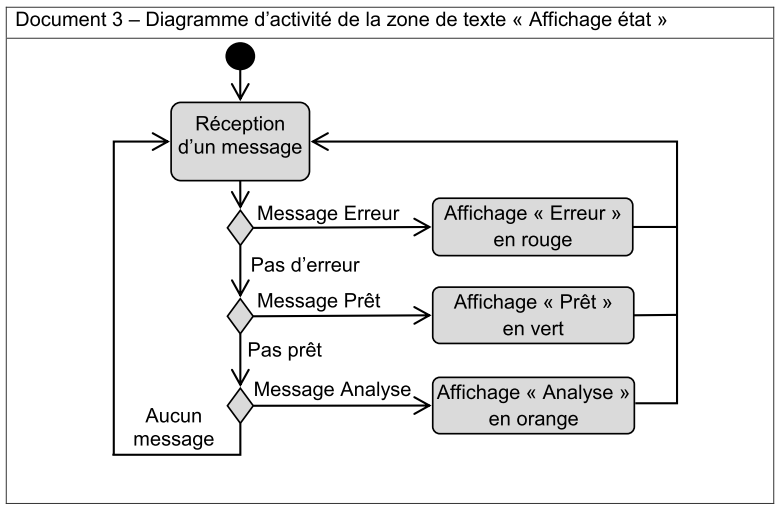 Document 3 – Diagramme d’activité de la zone de texte « Affichage état »
Réception
d’un message
Message Erreur
Affichage « Erreur »
en rouge
Pas d’erreur
Message Prêt
Affichage « Prêt »
en vert
Pas prêt
Message Analyse
Affichage « Analyse »
en orange
Aucun
message